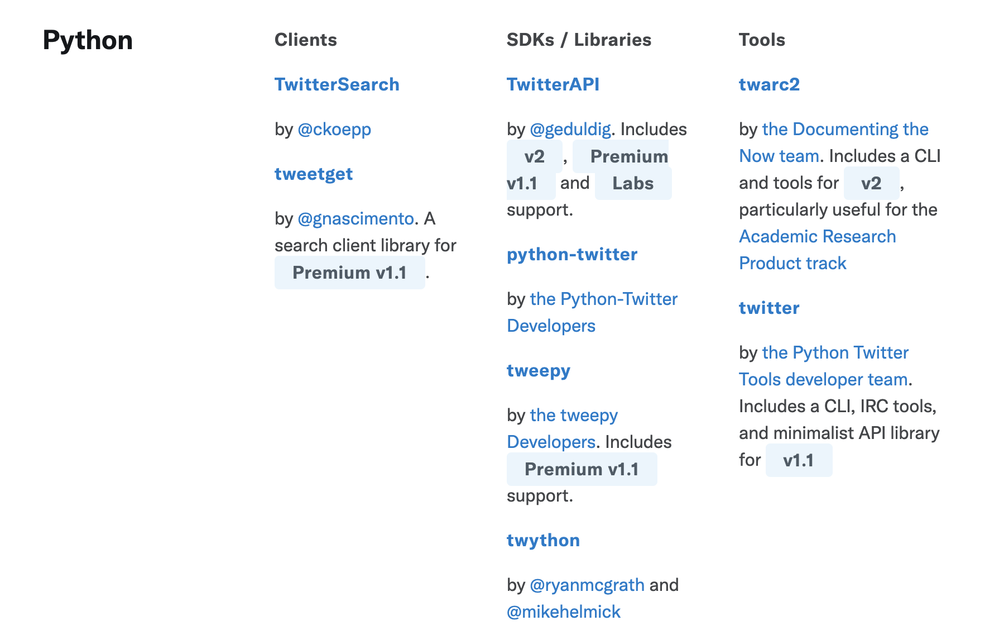 Python
Clients
TwitterSearch
by @ckoepp
tweetget
by @gnascimento. A
search client library for
Premium v1.1 .
SDKs / Libraries
TwitterAPI
by @geduldig. Includes
v2 , Premium
v1.1 and Labs
support.
python-twitter
by the Python-Twitter
Developers
tweepy
by the tweepy
Developers. Includes
Premium v1.1
support.
twython
by @ryanmcgrath and
@mikehelmick
Tools
twarc2
by the Documenting the
Now team. Includes a CLI
and tools for v2 ,
particularly useful for the
Academic Research
Product track
twitter
by the Python Twitter
Tools developer team.
Includes a CLI, IRC tools,
and minimalist API library
for v1.1